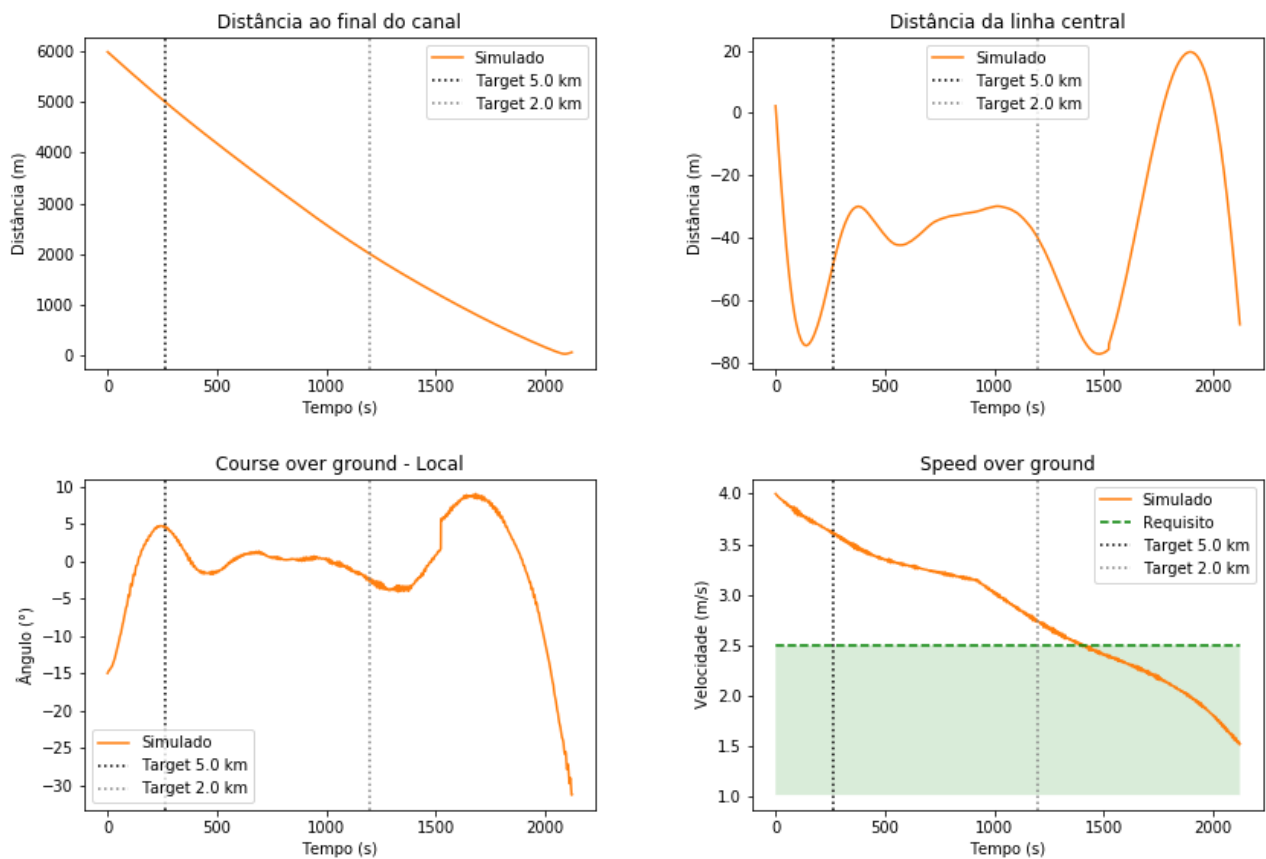 Distância ao final do canal
6000
5000
4000
3000
2000
1000
0
Distância (m)
Simulado
Target 5.0 km
Target 2.0 km
0
500
1000
1500
2000
Tempo (s)
Distância da linha central
20
0
−20
−40
−60
−80
Distância (m)
Simulado
Target 5.0 km
Target 2.0 km
0
500
1000
1500
2000
Tempo (s)
Course over ground - Local
10
5
0
−5
−10
−15
−20
−25
−30
Ângulo (°)
Simulado
Target 5.0 km
Target 2.0 km
0
500
1000
1500
2000
Tempo (s)
Speed over ground
4.0
3.5
3.0
2.5
2.0
1.5
1.0
Velocidade (m/s)
Simulado
Requisito
Target 5.0 km
Target 2.0 km
0
500
1000
1500
2000
Tempo (s)